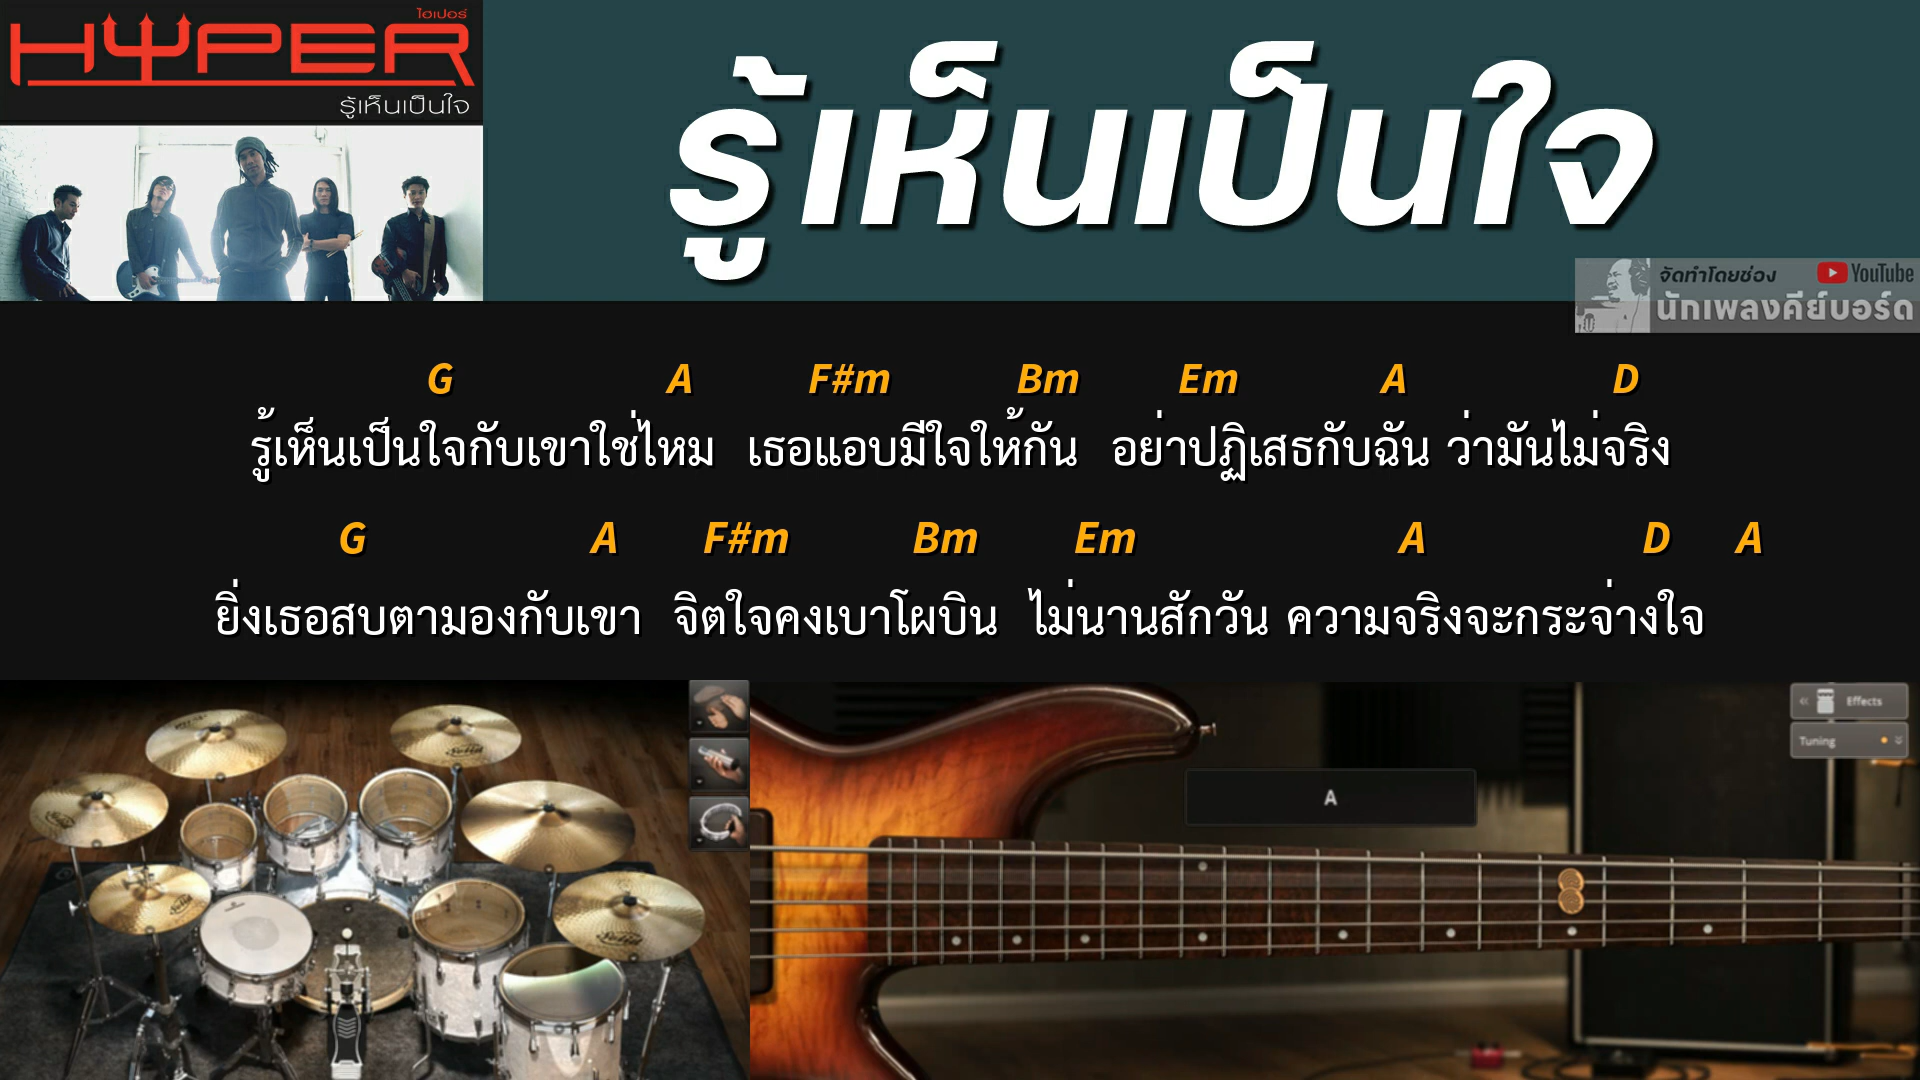 ไฮเปอร์
HYPER
รู้เห็นเป็นใจ
รู้เห็นเป็นใจ
จัดทำโดยช่อง YouTube
นักเพลงคีย์บอร์ด
G A F#m Bm Em A D
รู้เห็นเป็นใจกับเขาใช่ไหม เธอแอบมีใจให้กัน อย่าปฏิเสธกับฉัน ว่ามันไม่จริง
G A F#m Bm Em A D A
ยิ่งเธอสบตามองกับเขา จิตใจคงเบาโผบิน ไม่นานสักวัน ความจริงจะกระจ่างใจ
Effects
Tuning
A